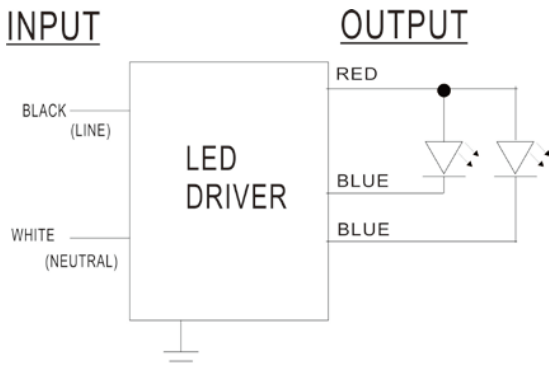 INPUT
OUTPUT
RED
BLACK
(LINE)
LED
DRIVER
BLUE
WHITE
(NEUTRAL)
BLUE